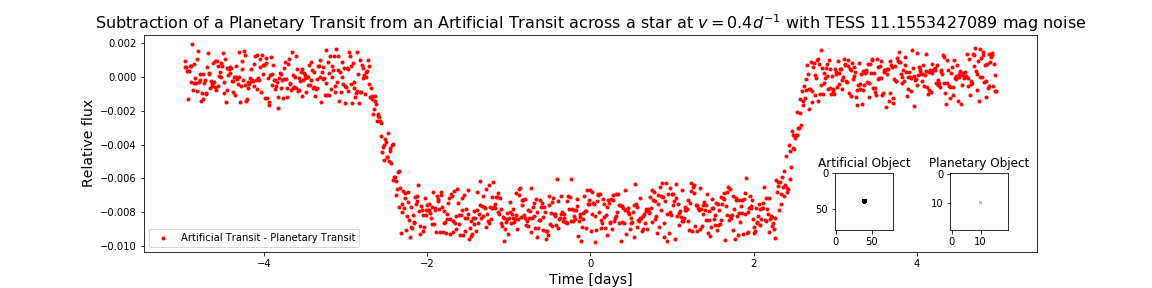 Subtraction of a Planetary Transit from an Artificial Transit across a star at v = 0.4d⁻¹ with TESS 11.1553427089 mag noise
Relative flux
0.002
0.000
−0.002
−0.004
−0.006
−0.008
−0.010
Artificial Transit - Planetary Transit
Artificial Object
0
50
0 50
Planetary Object
0
10
0 10
−4 −2 0 2 4
Time [days]